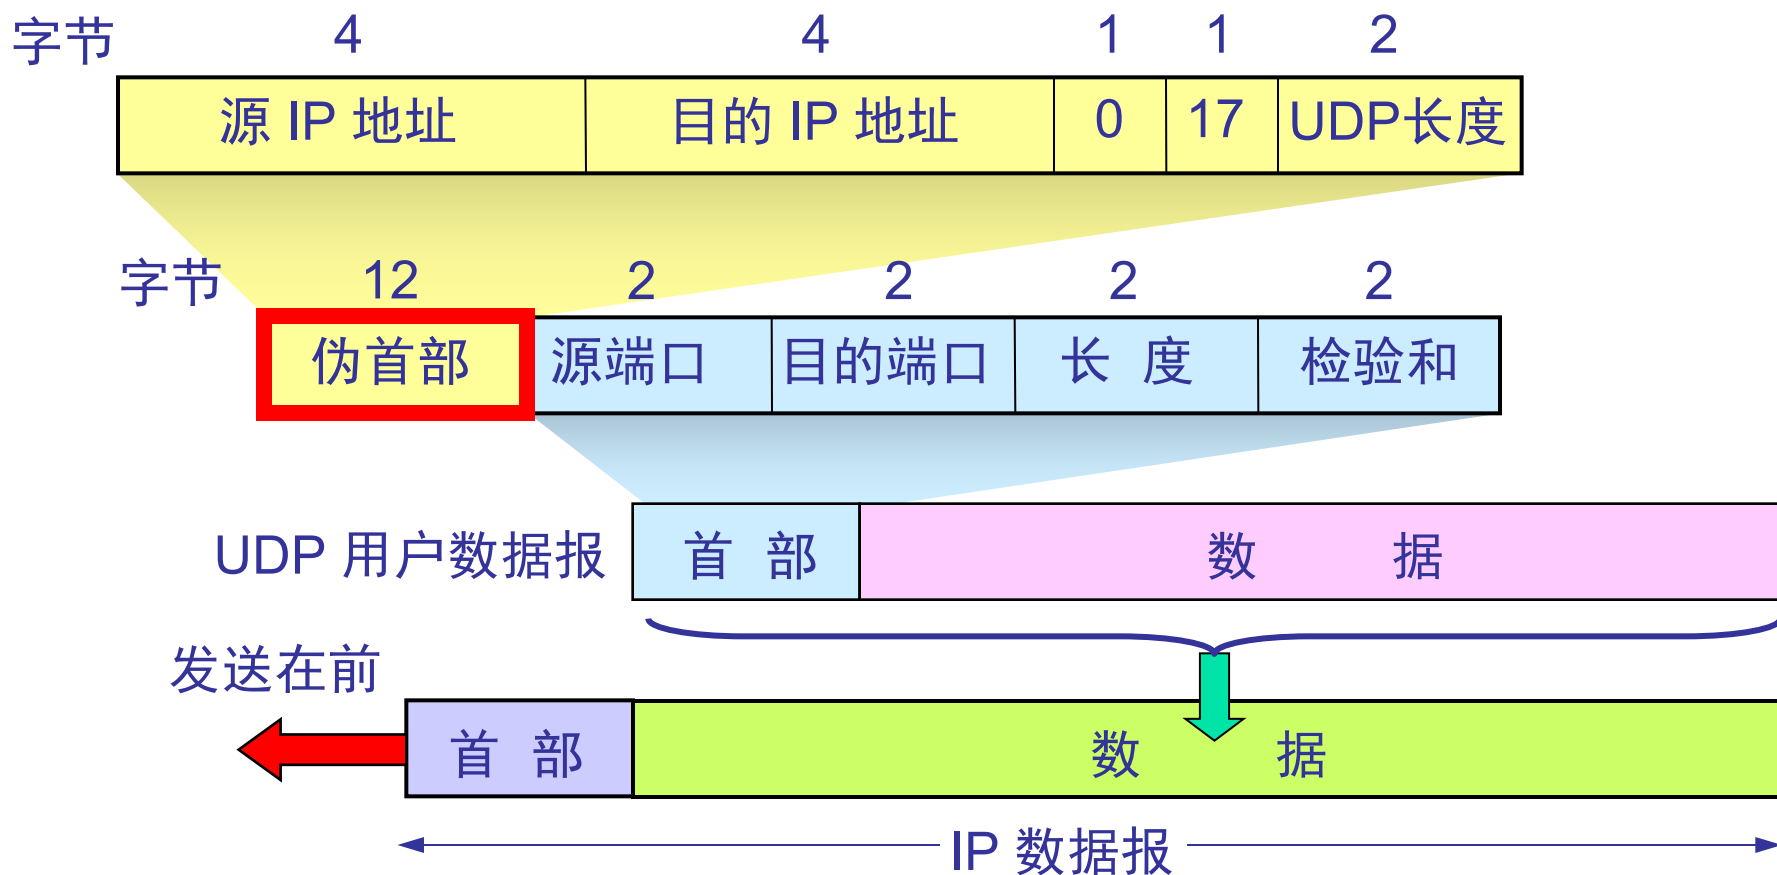 字节 4 4 1 1 2
源 IP 地址 目的 IP 地址 0 17 UDP长度
字节 12 2 2 2 2
伪首部 源端口 目的端口 长 度 检验和
UDP 用户数据报 首 部 数 据
发送在前
首 部 数 据
IP 数据报